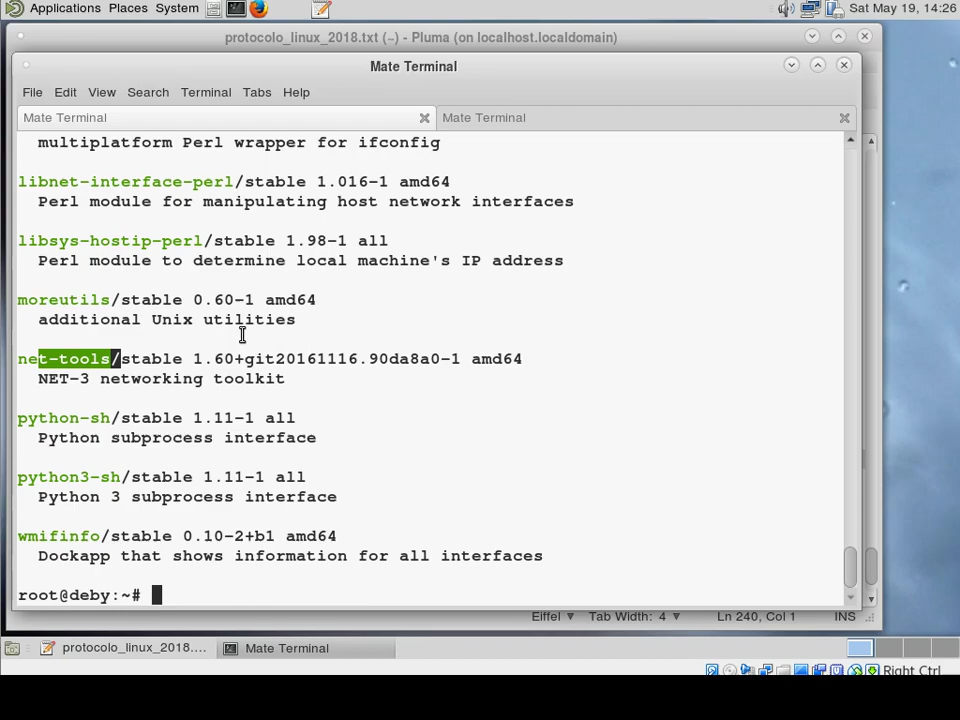 Applications Places System Sat May 19, 14:26
protocolo_linux_2018.txt (~) - Pluma (on localhost.localdomain)
Mate Terminal
File Edit View Search Terminal Tabs Help
Mate Terminal Mate Terminal
multiplatform Perl wrapper for ifconfig
libnet-interface-perl/stable 1.016-1 amd64
Perl module for manipulating host network interfaces
libsys-hostip-perl/stable 1.98-1 all
Perl module to determine local machine's IP address
moreutils/stable 0.60-1 amd64
additional Unix utilities
net-tools/stable 1.60+git20161116.90da8a0-1 amd64
NET-3 networking toolkit
python-sh/stable 1.11-1 all
Python subprocess interface
python3-sh/stable 1.11-1 all
Python 3 subprocess interface
wmifinfo/stable 0.10-2+b1 amd64
Dockapp that shows information for all interfaces
root@deby:~#
Eiffel Tab Width: 4 Ln 240, Col 1 INS
protocolo_linux_2018.... Mate Terminal
Right Ctrl